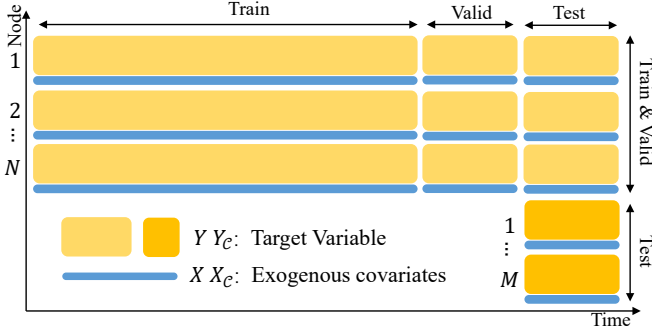 Train
Valid
Test
Node
1
2
...
N
Train & Valid
Y Y_C: Target Variable
X X_C: Exogenous covariates
1
...
M
Test
Time